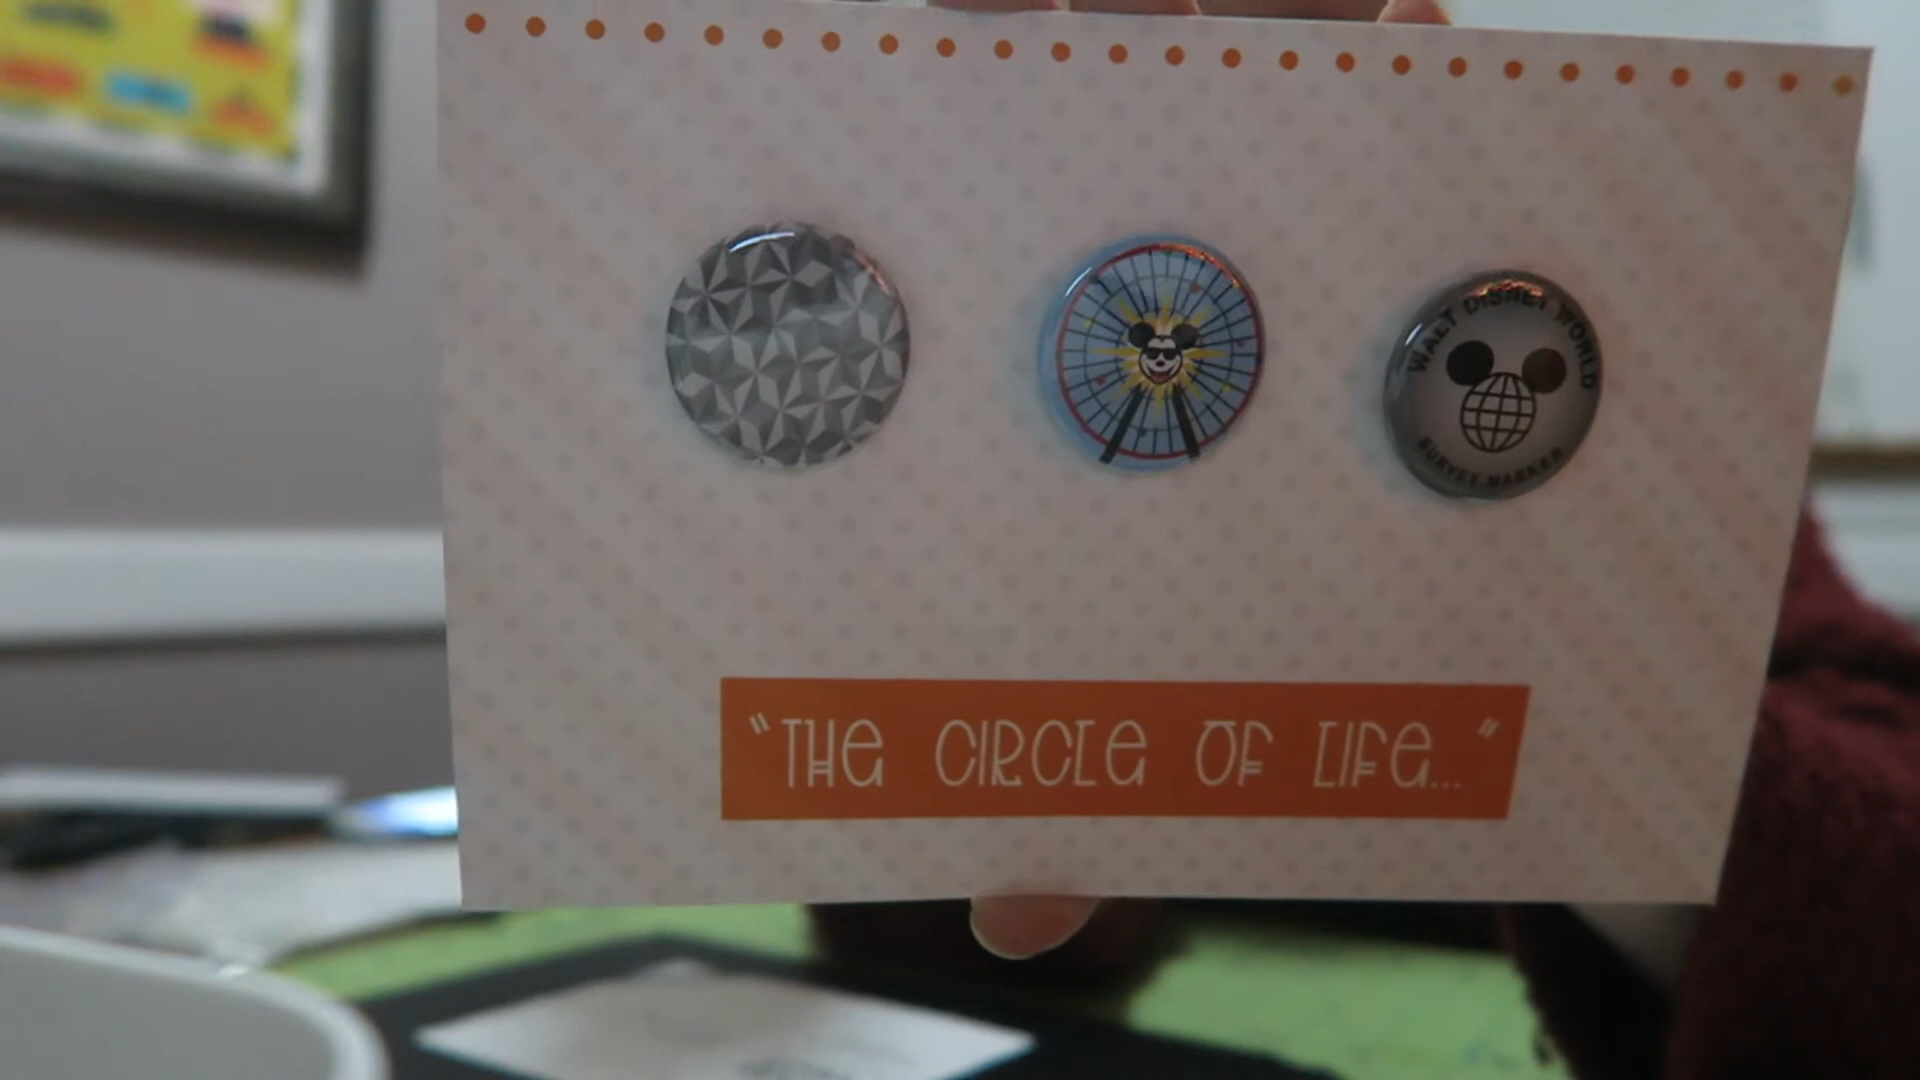 WALT DISNEY WORLD
SURVEY MARKER
"THE CIRCLE OF LIFE..."